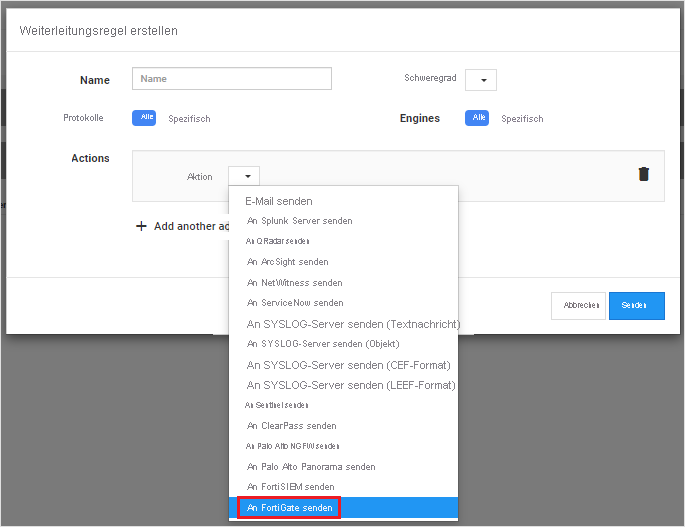 Weiterleitungsregel erstellen
Name
Name
Schweregrad
Protokolle
Alle
Spezifisch
Engines
Alle
Spezifisch
Actions
Aktion
Add another
E-Mail senden
An Splunk Server senden
An QRadar senden
An ArcSight senden
An NetWitness senden
An ServiceNow senden
An SYSLOG-Server senden (Textnachricht)
An SYSLOG-Server senden (Objekt)
An SYSLOG-Server senden (CEF-Format)
An SYSLOG-Server senden (LEEF-Format)
An Sentinel senden
An ClearPass senden
An Palo Alto NGFW senden
An Palo Alto Panorama senden
An FortiSIEM senden
An FortiGate senden
Abbrechen
Senden